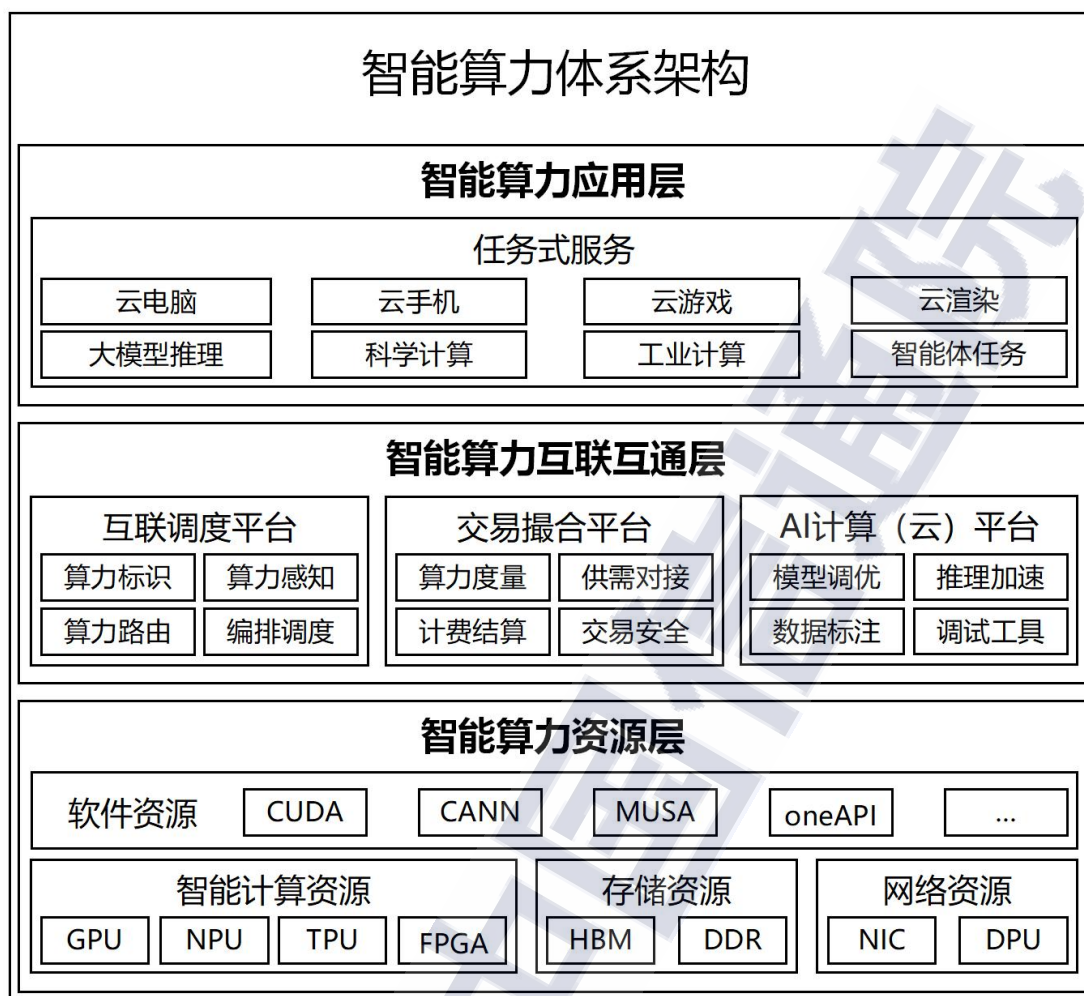 智能算力体系架构
智能算力应用层
任务式服务
云电脑 云手机 云游戏 云渲染
大模型推理 科学计算 工业计算 智能体任务
智能算力互联互通层
互联调度平台 交易撮合平台 AI计算（云）平台
算力标识 算力感知 算力度量 供需对接 模型调优 推理加速
算力路由 编排调度 计费结算 交易安全 数据标注 调试工具
智能算力资源层
软件资源 CUDA CANN MUSA oneAPI ...
智能计算资源 存储资源 网络资源
GPU NPU TPU FPGA HBM DDR NIC DPU
中国信通院